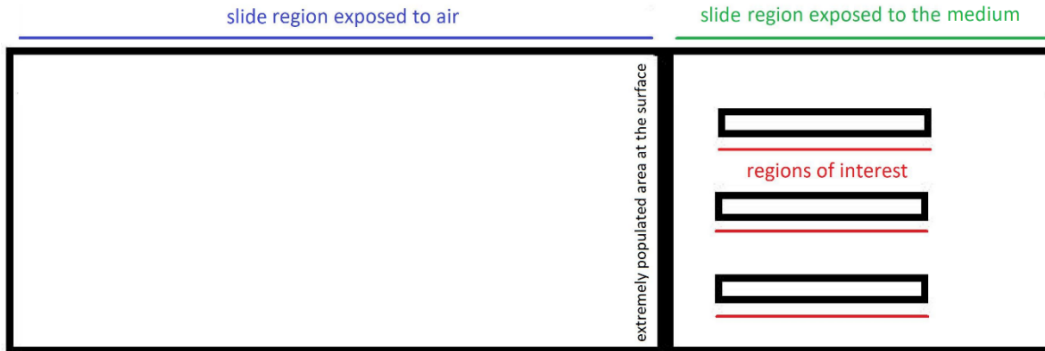 slide region exposed to air
slide region exposed to the medium
extremely populated area at the surface
regions of interest